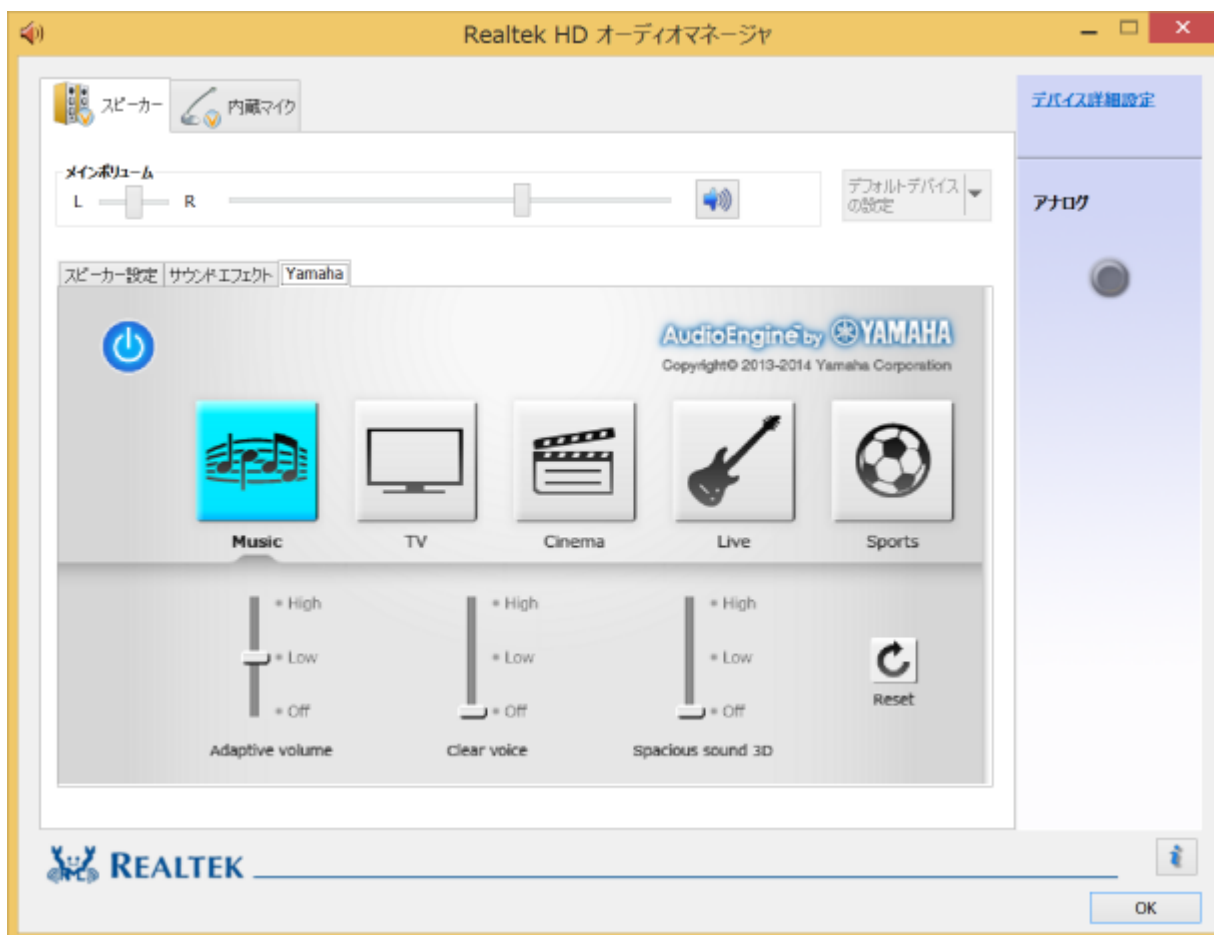 Realtek HD オーディオマネージャ
スピーカー
内蔵マイク
デバイス詳細設定
メインボリューム
L
R
デフォルトデバイス
の設定
アナログ
スピーカー設定
サウンドエフェクト
Yamaha
AudioEngine by YAMAHA
Copyright© 2013-2014 Yamaha Corporation
Music
TV
Cinema
Live
Sports
High
High
High
Low
Low
Low
Off
Off
Off
Reset
Adaptive volume
Clear voice
Spacious sound 3D
REALTEK
OK